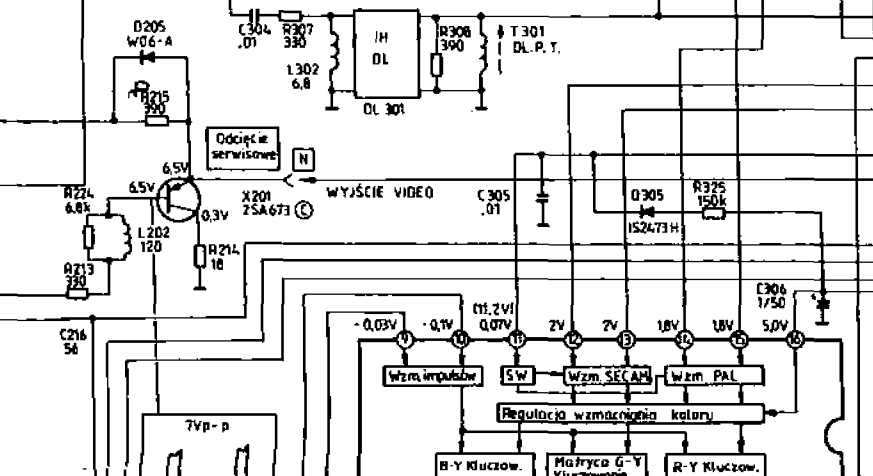 D205
W06-A
R215
390
C304
.01
R307
330
L302
6,8
1H
DL
DL 301
R308
390
T301
DL.P.T.
Odcięcie
serwisowe
N
6,5V
6,5V
0,3V
X201
2SA673 C
WYJŚCIE VIDEO
R224
6.8k
L202
120
R214
18
R213
330
C216
56
C305
.01
D305
1S2473H
R325
150k
C306
1/50
- 0,03V
- 0,1V
(11,2V)
0,07V
2V
2V
1,8V
1,8V
5,0V
9
10
11
12
13
14
15
16
Wzm. impulsów
SW
Wzm. SECAM
Wzm PAL
Regulacja wzmacniania koloru
7Vp-p
B-Y Kluczow.
Matryca G-Y
Kluczowanie
R-Y Kluczow.